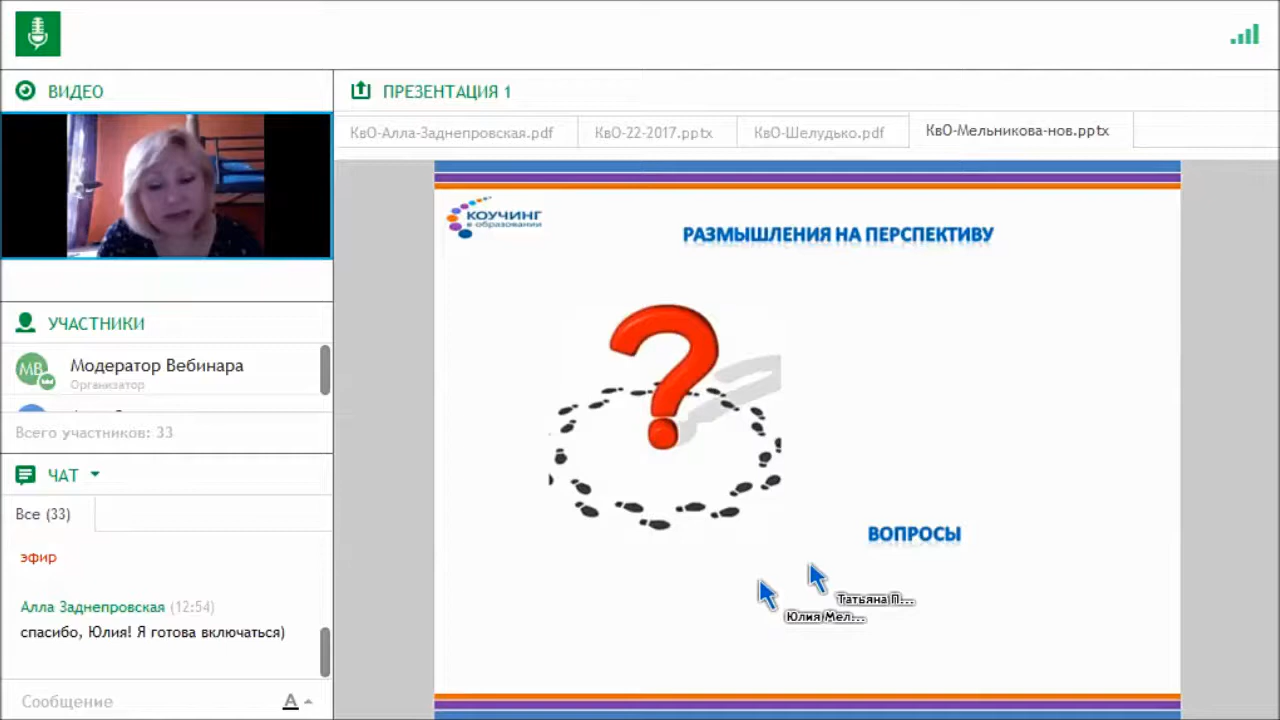 ВИДЕО
ПРЕЗЕНТАЦИЯ 1
КвО-Алла-Заднепровская.pdf
КвО-22-2017.pptx
КвО-Шелудько.pdf
КвО-Мельникова-нов.pptx
КОУЧИНГ
в образовании
РАЗМЫШЛЕНИЯ НА ПЕРСПЕКТИВУ
ВОПРОСЫ
Татьяна П...
Юлия Мел...
УЧАСТНИКИ
МВ
Модератор Вебинара
Организатор
Всего участников: 33
ЧАТ
Все (33)
эфир
Алла Заднепровская (12:54)
спасибо, Юлия! Я готова включаться)
Сообщение
А